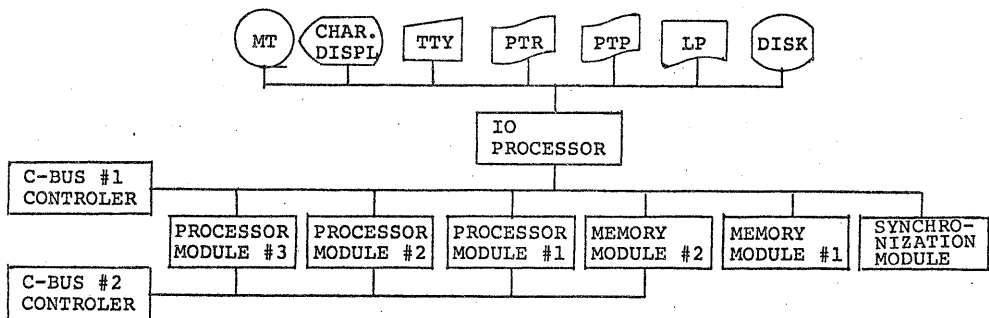 MT
CHAR.
DISPL
TTY
PTR
PTP
LP
DISK
IO
PROCESSOR
C-BUS #1
CONTROLER
PROCESSOR
MODULE #3
PROCESSOR
MODULE #2
PROCESSOR
MODULE #1
MEMORY
MODULE #2
MEMORY
MODULE #1
SYNCHRO-
NIZATION
MODULE
C-BUS #2
CONTROLER